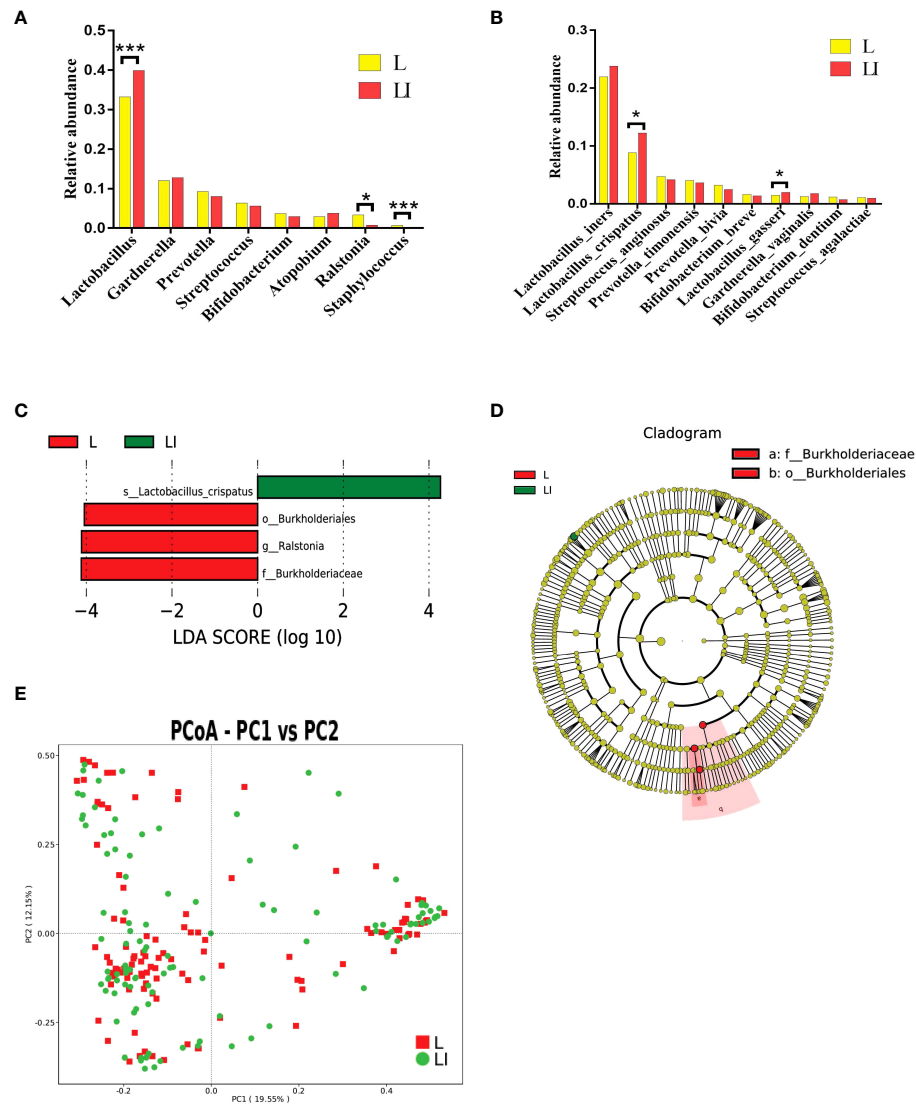 A
Relative abundance
0.5
0.4
0.3
0.2
0.1
0.0
***
*
***
L
LI
Lactobacillus
Gardnerella
Prevotella
Streptococcus
Bifidobacterium
Atopobium
Ralstonia
Staphylococcus
B
Relative abundance
0.3
0.2
0.1
0.0
*
*
L
LI
Lactobacillus_iners
Lactobacillus_crispatus
Streptococcus_anginosus
Prevotella_timonensis
Prevotella_bivia
Bifidobacterium_breve
Lactobacillus_gasseri
Gardnerella_vaginalis
Bifidobacterium_dentium
Streptococcus_agalactiae
C
L LI
s__Lactobacillus_crispatus
o__Burkholderiales
g__Ralstonia
f__Burkholderiaceae
−4 −2 0 2 4
LDA SCORE (log 10)
D
Cladogram
L
LI
a: f__Burkholderiaceae
b: o__Burkholderiales
a
b
E
PCoA - PC1 vs PC2
PC2 ( 12.15% )
0.50
0.25
0.00
-0.25
L
LI
-0.2 0.0 0.2 0.4
PC1 ( 19.55% )